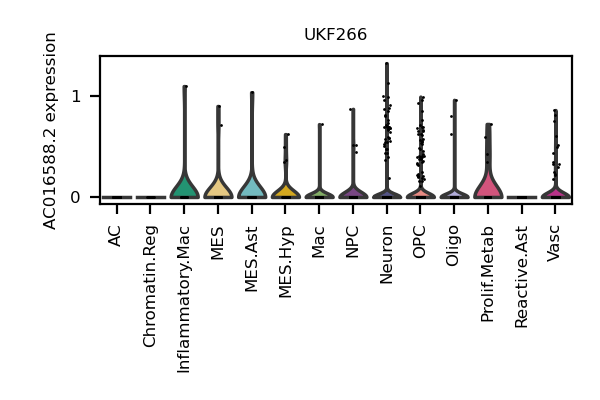 UKF266
AC016588.2 expression
1
0
AC
Chromatin.Reg
Inflammatory.Mac
MES
MES.Ast
MES.Hyp
Mac
NPC
Neuron
OPC
Oligo
Prolif.Metab
Reactive.Ast
Vasc